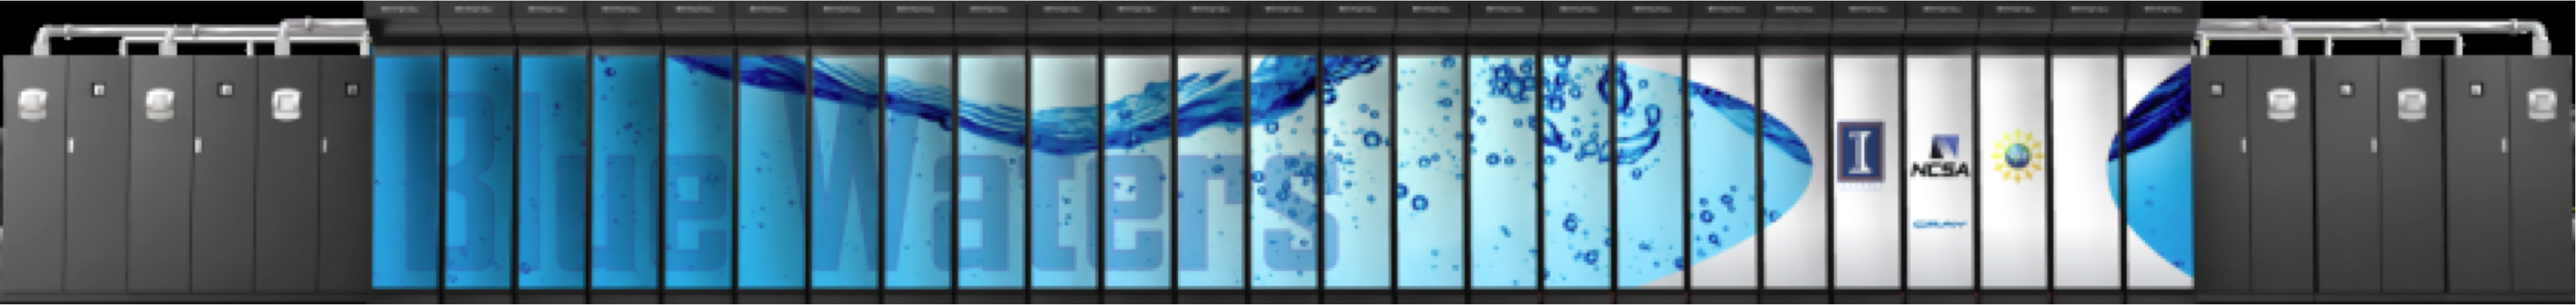 Blue Waters
I
NCSA
CRAY